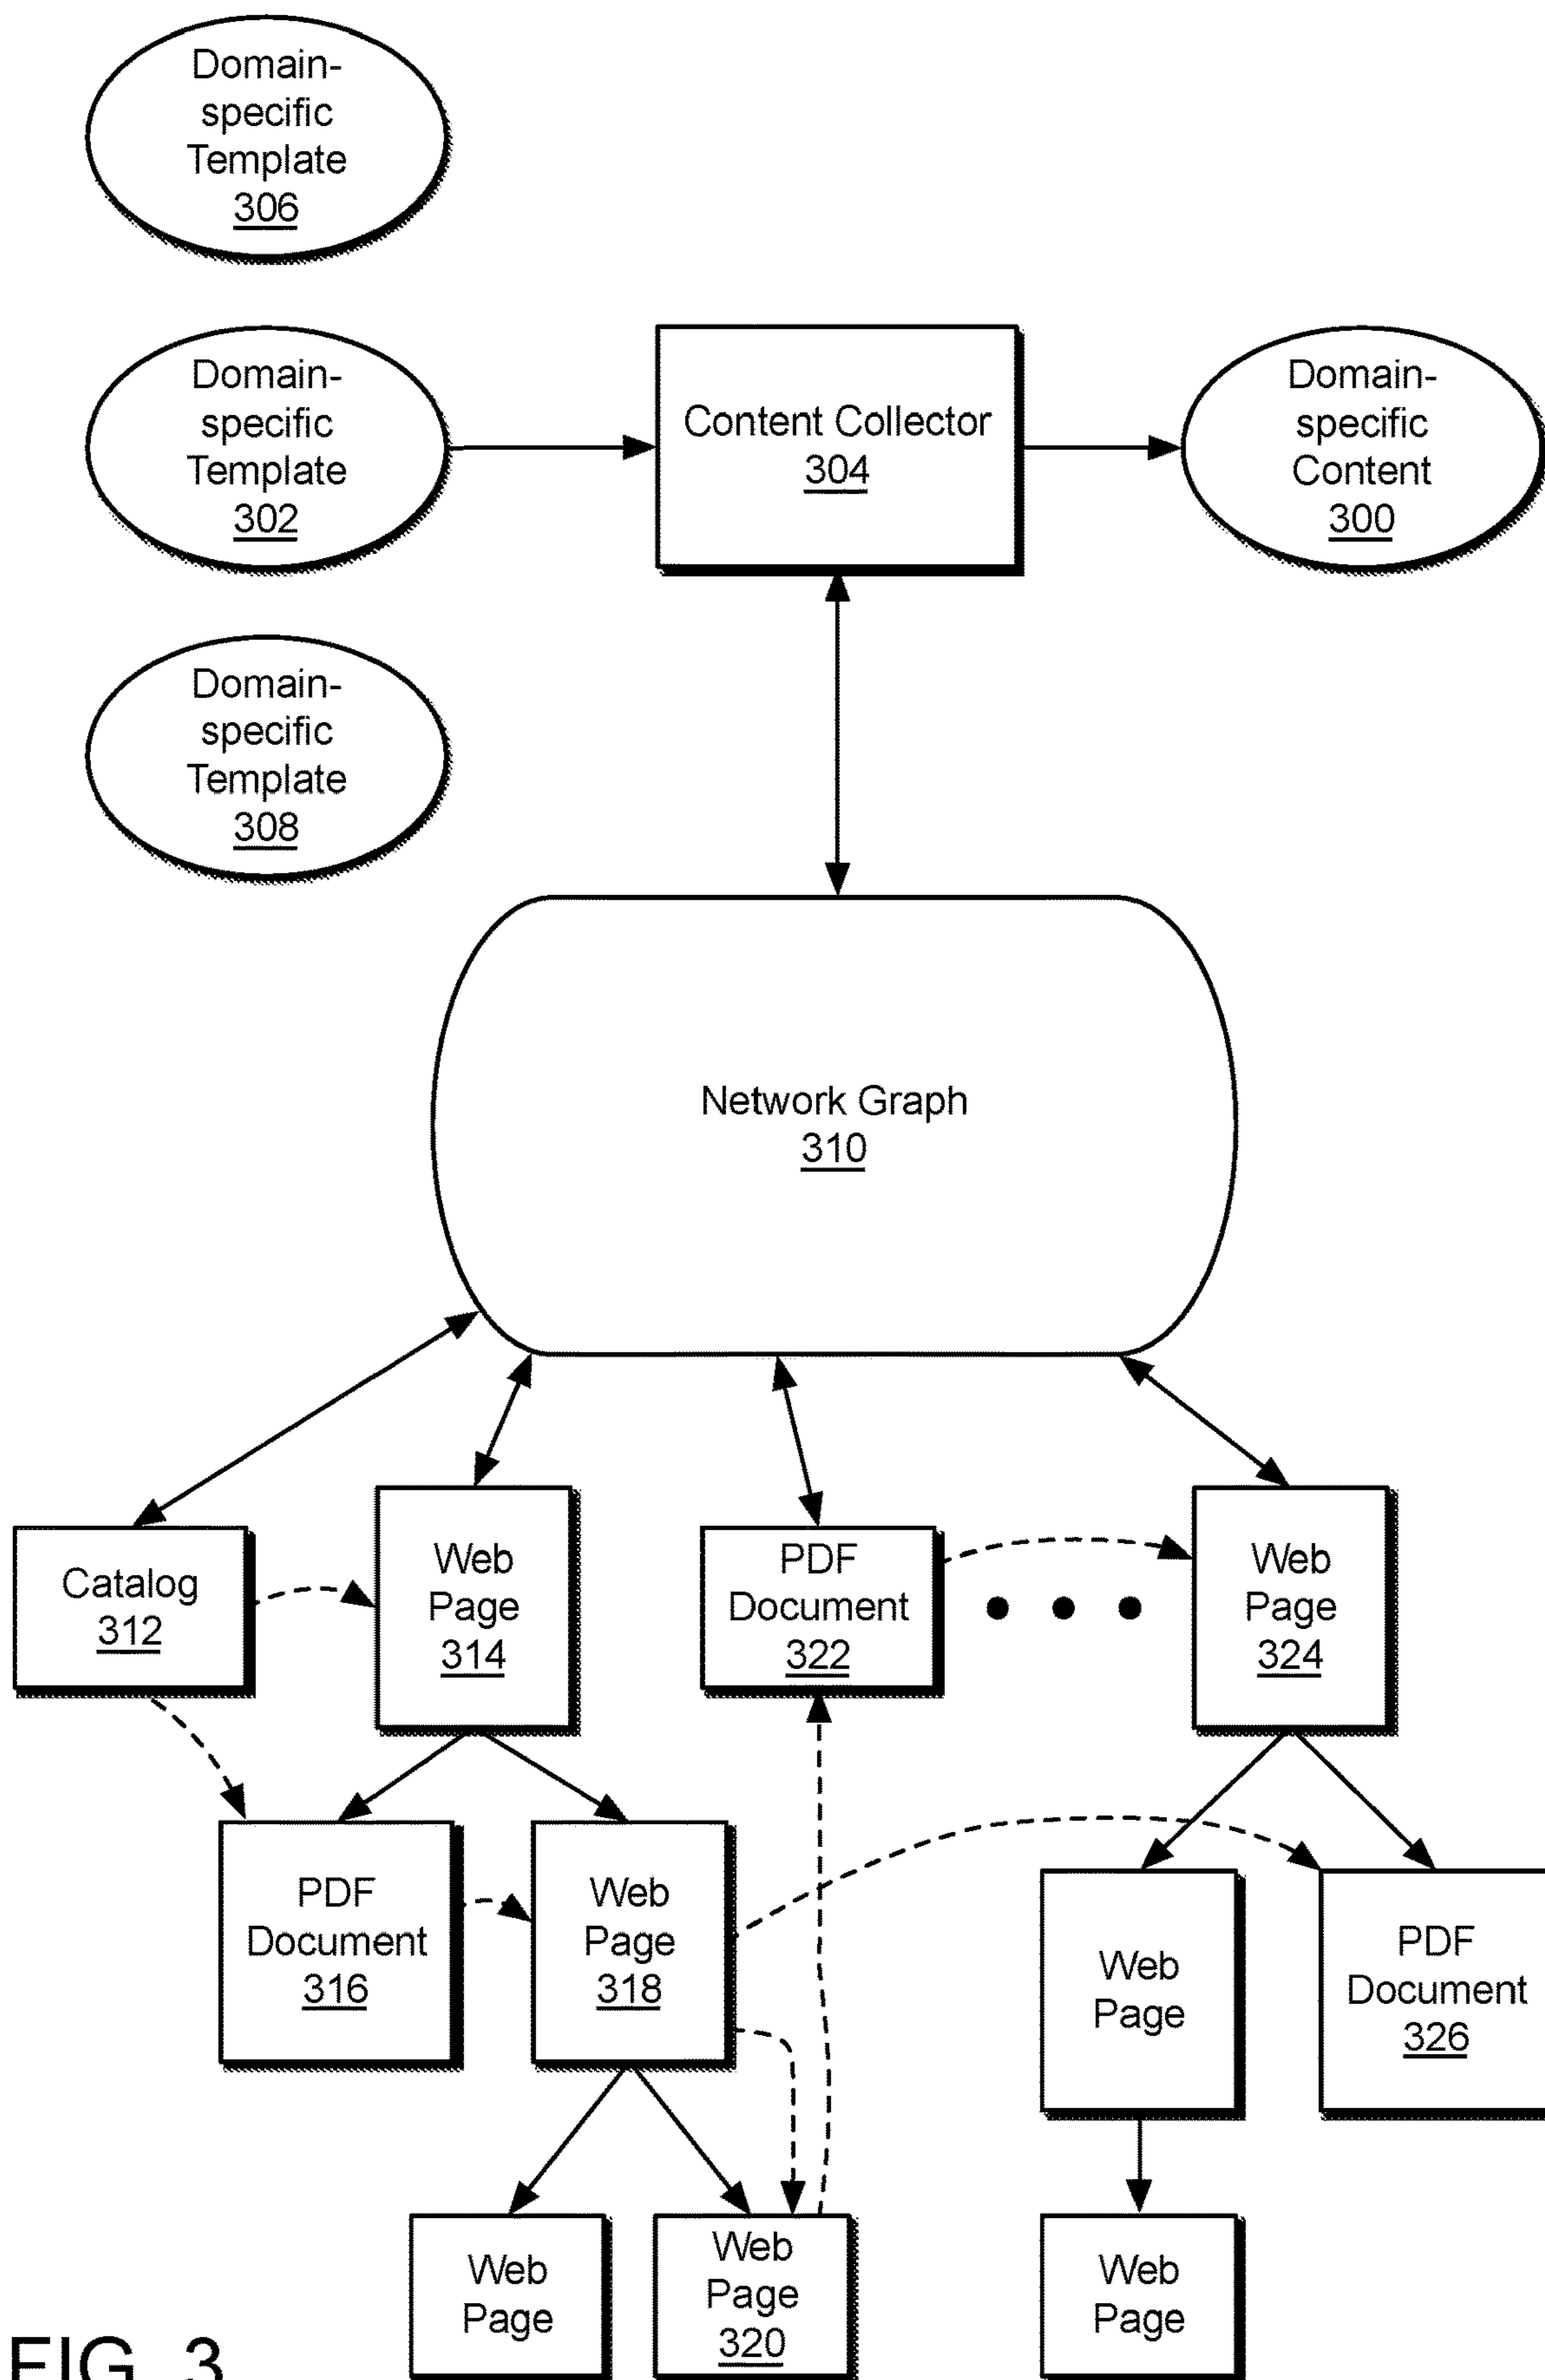 Domain-
specific
Template
306
Domain-
specific
Template
302
Content Collector
304
Domain-
specific
Content
300
Domain-
specific
Template
308
Network Graph
310
Catalog
312
Web
Page
314
PDF
Document
322
Web
Page
324
PDF
Document
316
Web
Page
318
Web
Page
PDF
Document
326
Web
Page
Web
Page
320
Web
Page
FIG. 3